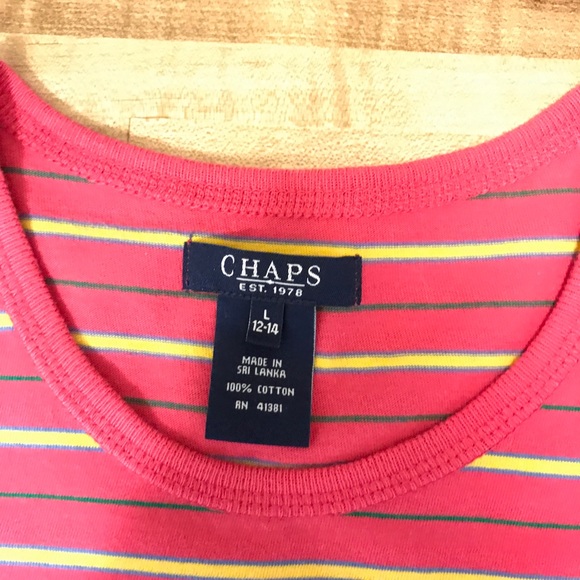 CHAPS
EST. 1978
L
12-14
MADE IN
SRI LANKA
100% COTTON
RN 41381